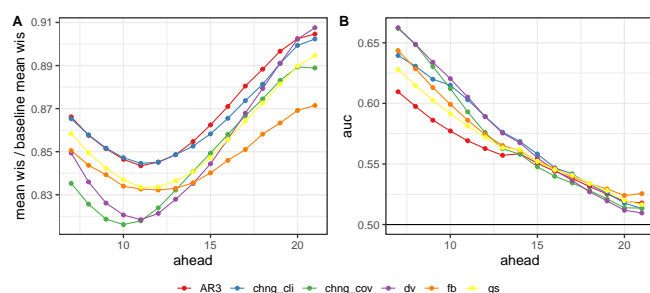 A
B
mean wis / baseline mean wis
0.91
0.89
0.87
0.85
0.83
10
15
20
ahead
auc
0.65
0.60
0.55
0.50
10
15
20
ahead
AR3 chng_cli chng_cov dv fb gs